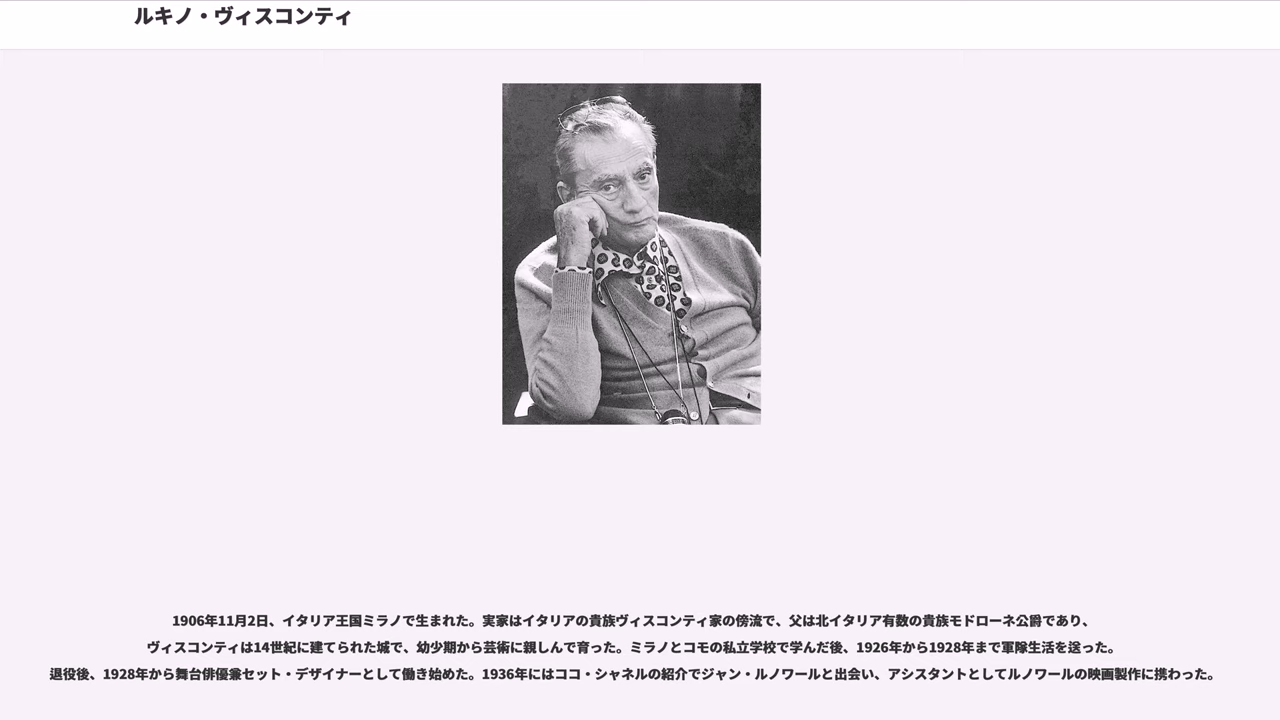 ルキノ・ヴィスコンティ
1906年11月2日、イタリア王国ミラノで生まれた。実家はイタリアの貴族ヴィスコンティ家の傍流で、父は北イタリア有数の貴族モドローネ公爵であり、
ヴィスコンティは14世紀に建てられた城で、幼少期から芸術に親しんで育った。ミラノとコモの私立学校で学んだ後、1926年から1928年まで軍隊生活を送った。
退役後、1928年から舞台俳優兼セット・デザイナーとして働き始めた。1936年にはココ・シャネルの紹介でジャン・ルノワールと出会い、アシスタントとしてルノワールの映画製作に携わった。